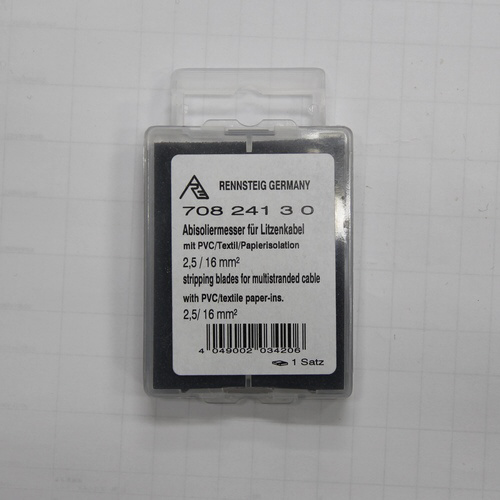 RE
RENNSTEIG GERMANY
708 241 3 0
Abisoliermesser für Litzenkabel
mit PVC/Textil/Papierisolation
2,5 / 16 mm²
stripping blades for multistranded cable
with PVC/textile paper-ins.
2,5/ 16 mm²
4 049002 034206
1 Satz